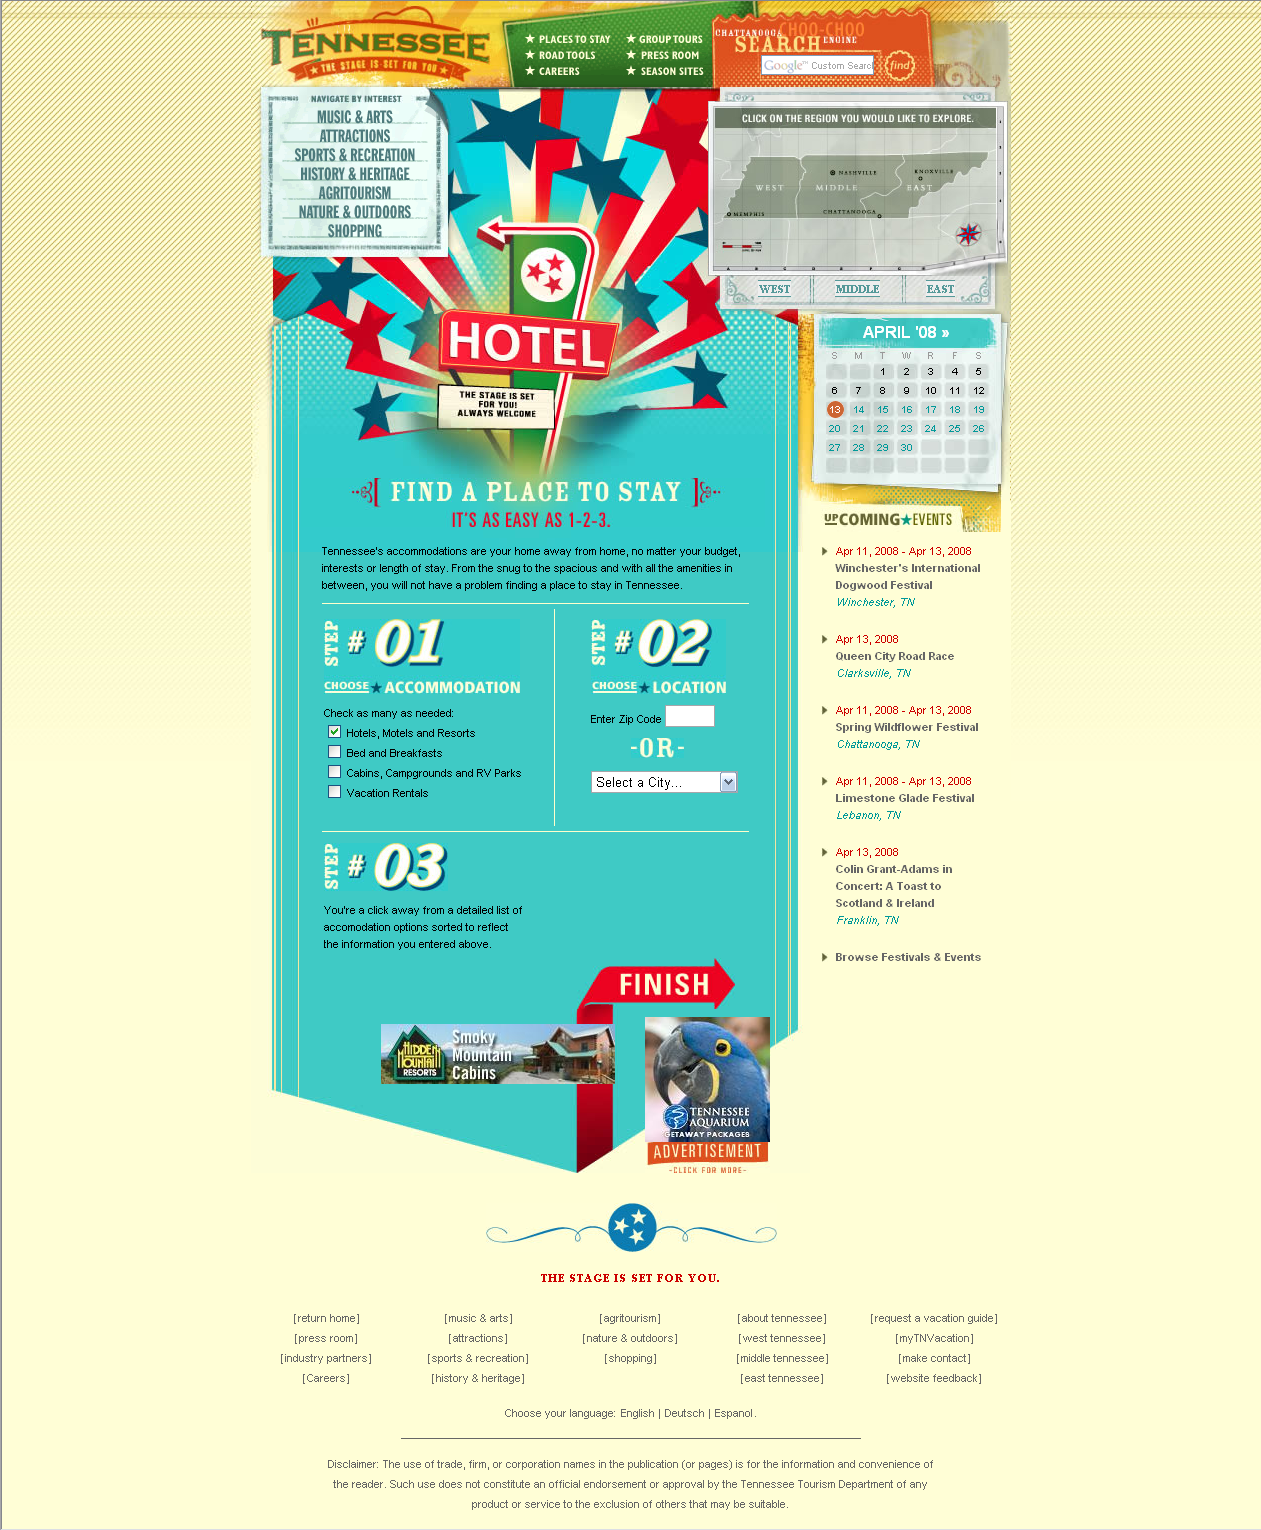 TENNESSEE
★ THE STAGE IS SET FOR YOU ★
★ PLACES TO STAY
★ ROAD TOOLS
★ CAREERS
★ GROUP TOURS
★ PRESS ROOM
★ SEASON SITES
CHATTANOOGA CHOO-CHOO
SEARCH ENGINE
Google™ Custom Searc
find
NAVIGATE BY INTEREST
MUSIC & ARTS
ATTRACTIONS
SPORTS & RECREATION
HISTORY & HERITAGE
AGRITOURISM
NATURE & OUTDOORS
SHOPPING
CLICK ON THE REGION YOU WOULD LIKE TO EXPLORE.
NASHVILLE
KNOXVILLE
WEST MIDDLE EAST
MEMPHIS
CHATTANOOGA
WEST MIDDLE EAST
HOTEL
THE STAGE IS SET
FOR YOU!
ALWAYS WELCOME
APRIL '08 »
S M T W R F S
1 2 3 4 5
6 7 8 9 10 11 12
13 14 15 16 17 18 19
20 21 22 23 24 25 26
27 28 29 30
FIND A PLACE TO STAY
IT'S AS EASY AS 1-2-3.
Tennessee's accommodations are your home away from home, no matter your budget,
interests or length of stay. From the snug to the spacious and with all the amenities in
between, you will not have a problem finding a place to stay in Tennessee.
STEP # 01
CHOOSE ★ ACCOMMODATION
Check as many as needed:
Hotels, Motels and Resorts
Bed and Breakfasts
Cabins, Campgrounds and RV Parks
Vacation Rentals
STEP # 02
CHOOSE ★ LOCATION
Enter Zip Code
-OR-
Select a City...
STEP # 03
You're a click away from a detailed list of
accomodation options sorted to reflect
the information you entered above.
FINISH
HIDDEN
MOUNTAIN
RESORTS
Smoky
Mountain
Cabins
TENNESSEE
AQUARIUM
GETAWAY PACKAGES
ADVERTISEMENT
-CLICK FOR MORE-
UPCOMING★EVENTS
Apr 11, 2008 - Apr 13, 2008
Winchester's International
Dogwood Festival
Winchester, TN
Apr 13, 2008
Queen City Road Race
Clarksville, TN
Apr 11, 2008 - Apr 13, 2008
Spring Wildflower Festival
Chattanooga, TN
Apr 11, 2008 - Apr 13, 2008
Limestone Glade Festival
Lebanon, TN
Apr 13, 2008
Colin Grant-Adams in
Concert: A Toast to
Scotland & Ireland
Franklin, TN
Browse Festivals & Events
THE STAGE IS SET FOR YOU.
[return home] [music & arts] [agritourism] [about tennessee] [request a vacation guide]
[press room] [attractions] [nature & outdoors] [west tennessee] [myTNVacation]
[industry partners] [sports & recreation] [shopping] [middle tennessee] [make contact]
[Careers] [history & heritage] [east tennessee] [website feedback]
Choose your language: English | Deutsch | Espanol.
Disclaimer: The use of trade, firm, or corporation names in the publication (or pages) is for the information and convenience of
the reader. Such use does not constitute an official endorsement or approval by the Tennessee Tourism Department of any
product or service to the exclusion of others that may be suitable.